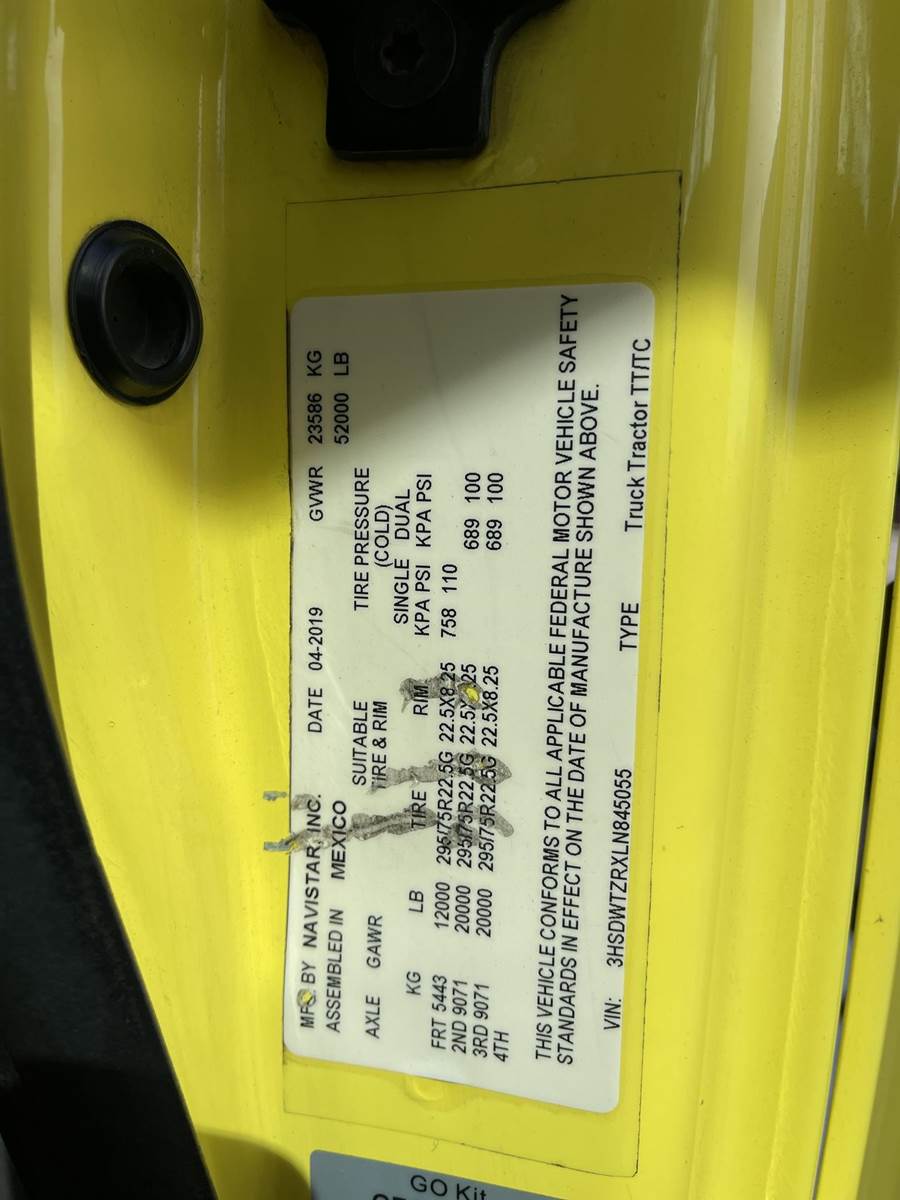 MFG BY NAVISTAR, INC. DATE 04-2019 GVWR 23586 KG
ASSEMBLED IN MEXICO 52000 LB
SUITABLE TIRE PRESSURE
AXLE GAWR TIRE & RIM (COLD)
SINGLE DUAL
KG LB TIRE RIM KPA PSI KPA PSI
FRT 5443 12000 295/75R22.5G 22.5X8.25 758 110
2ND 9071 20000 295/75R22.5G 22.5X8.25 689 100
3RD 9071 20000 295/75R22.5G 22.5X8.25 689 100
4TH
THIS VEHICLE CONFORMS TO ALL APPLICABLE FEDERAL MOTOR VEHICLE SAFETY
STANDARDS IN EFFECT ON THE DATE OF MANUFACTURE SHOWN ABOVE.
VIN: 3HSDWTZRXLN845055 TYPE Truck Tractor TT/TC
GO Kit